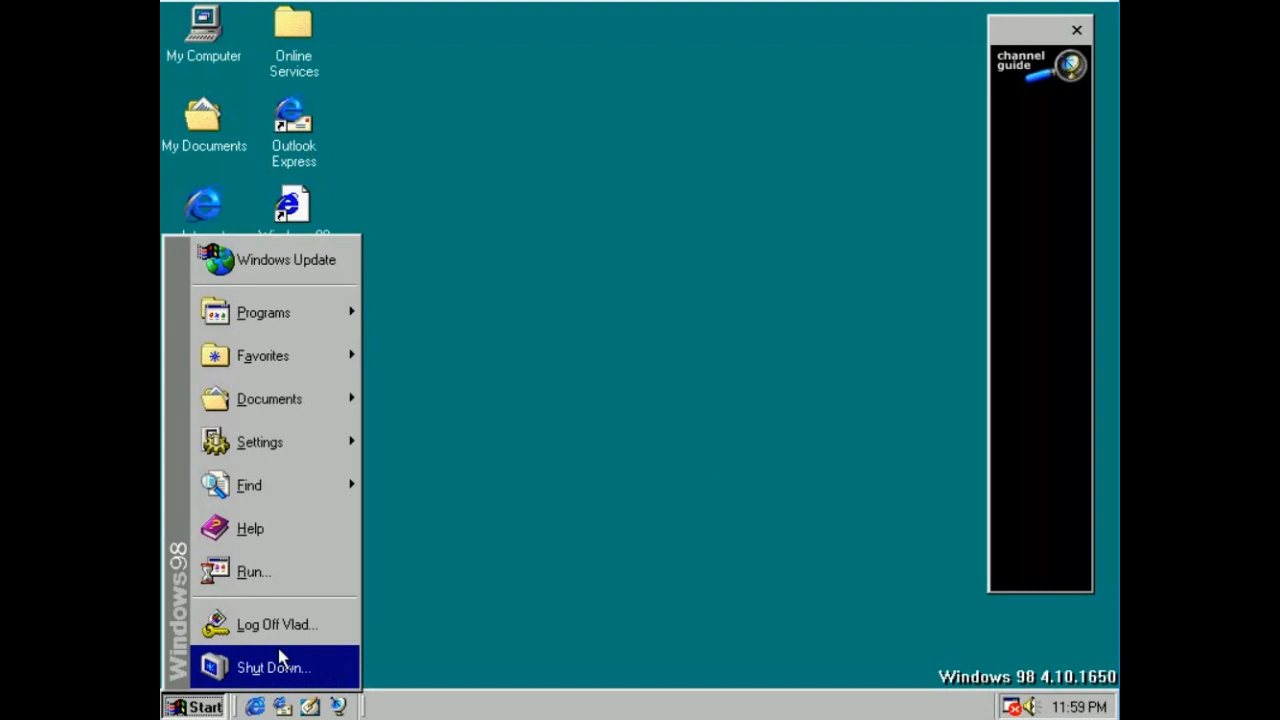 My Computer
Online
Services
My Documents
Outlook
Express
Windows Update
Programs
Favorites
Documents
Settings
Find
Help
Run...
Log Off Vlad...
Shut Down...
Windows98
channel
guide
Windows 98 4.10.1650
Start
11:59 PM